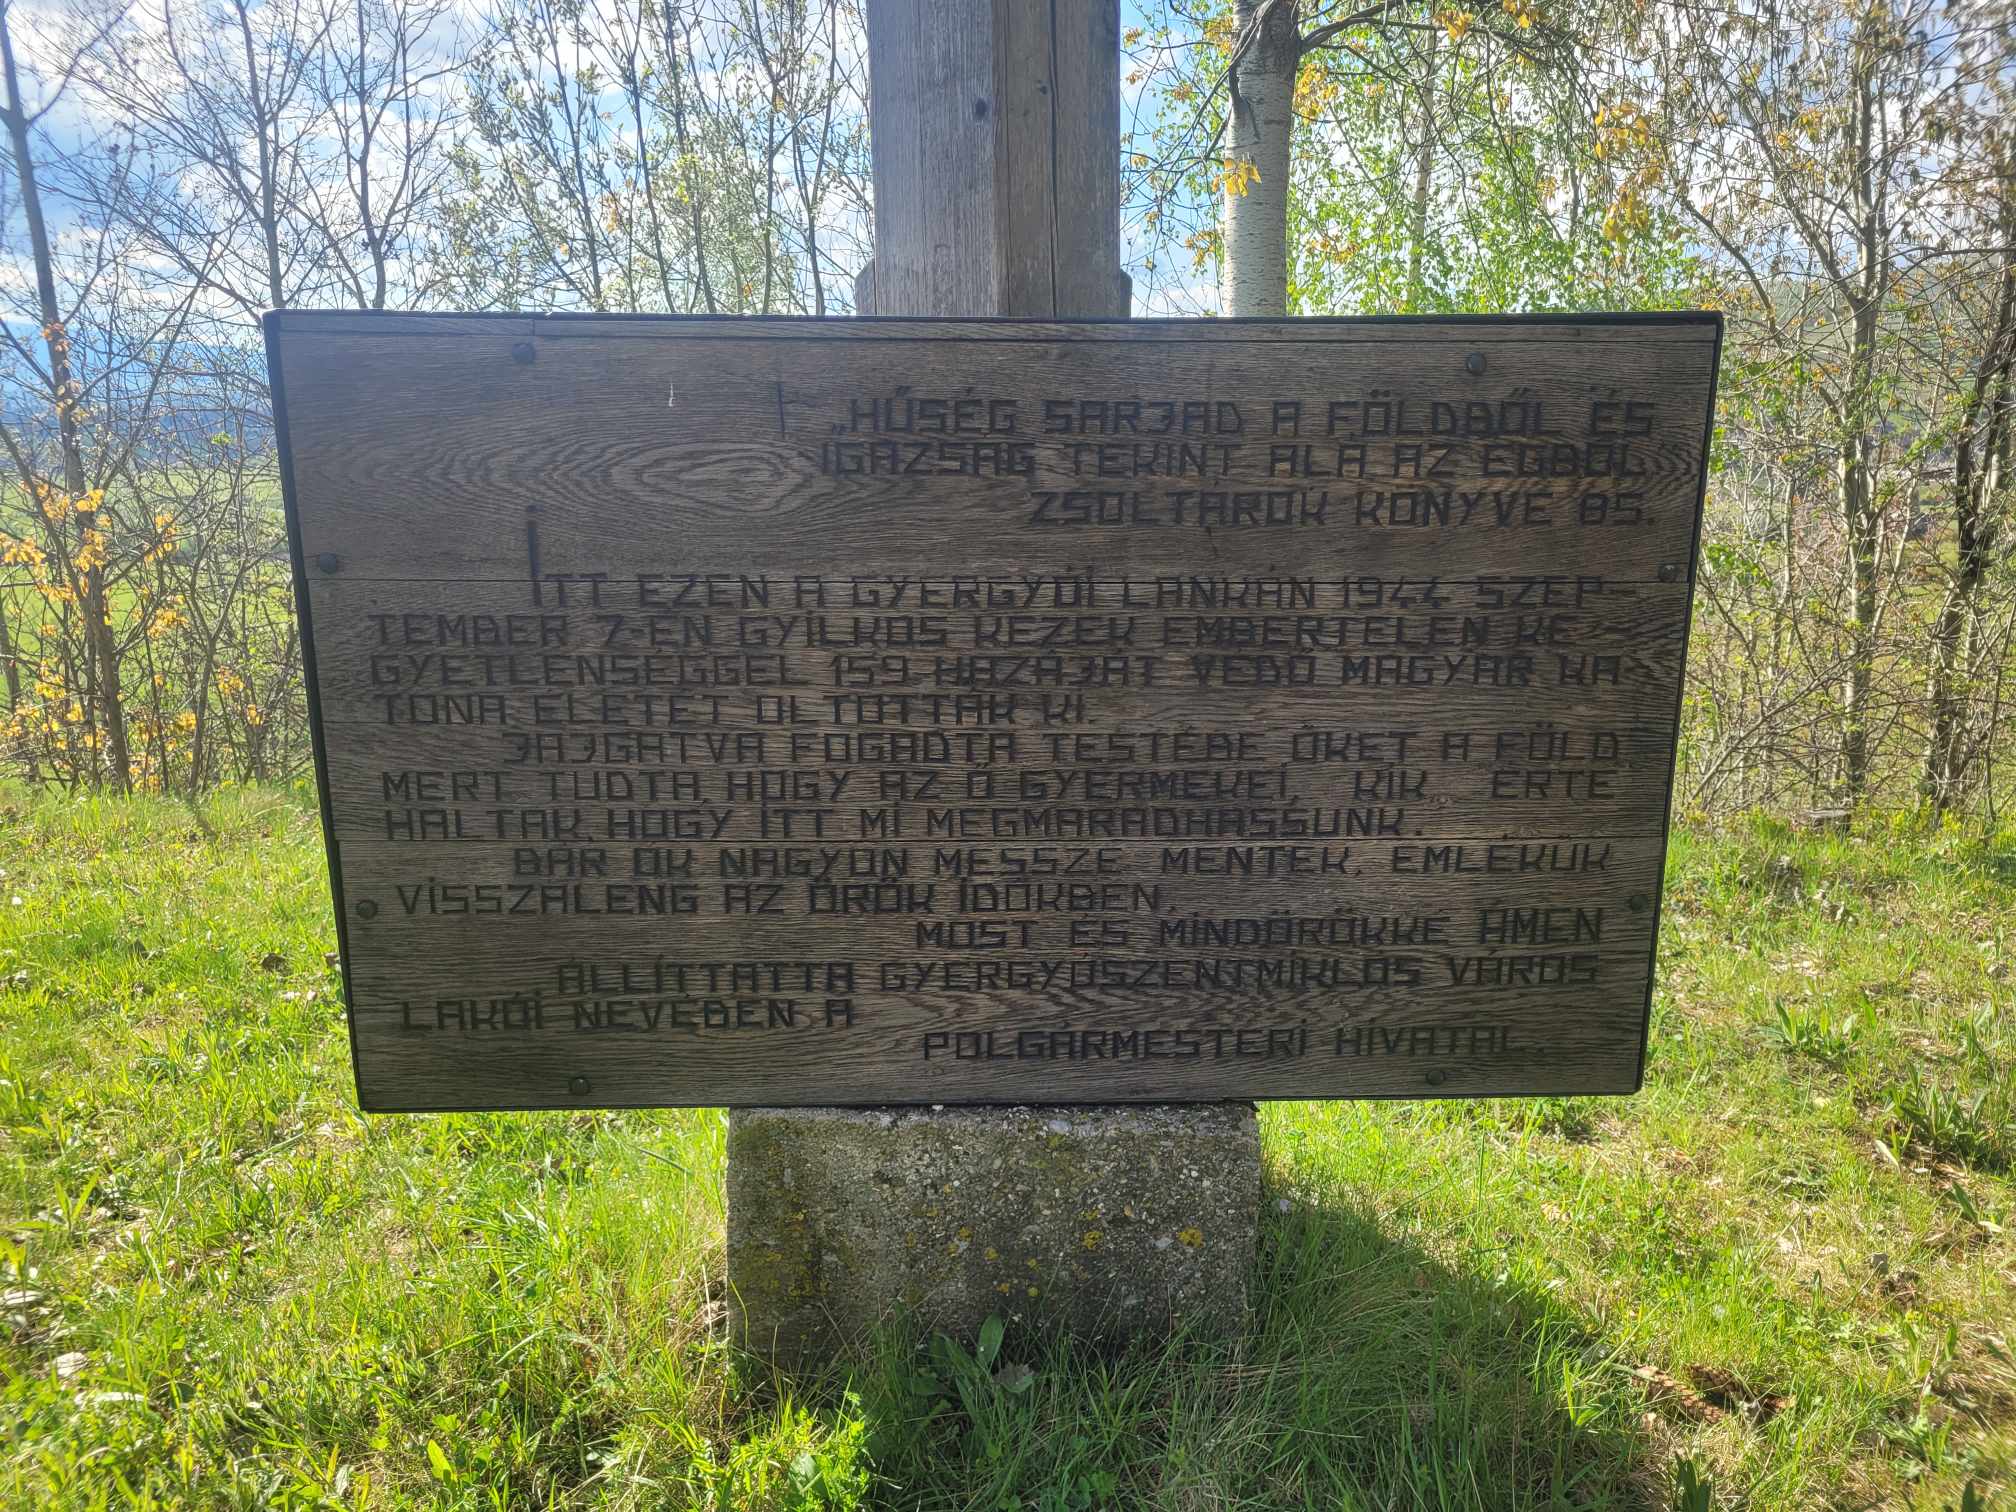 „HŰSÉG SARJAD A FÖLDBŐL ÉS
IGAZSÁG TEKINT ALÁ AZ ÉGBŐL"
ZSOLTÁROK KÖNYVE 85.
ITT EZEN A GYERGYÓI LANKÁN 1944 SZEP-
TEMBER 7-ÉN GYILKOS KEZEK EMBERTELEN KE-
GYETLENSÉGGEL 159 HAZÁJÁT VÉDŐ MAGYAR KA-
TONA ÉLETÉT OLTOTTÁK KI.
JAJGATVA FOGADTA TESTÉBE ŐKET A FÖLD
MERT TUDTA, HOGY AZ Ő GYERMEKEI, KIK ÉRTE
HALTAK, HOGY ITT MI MEGMARADHASSUNK.
BÁR ŐK NAGYON MESSZE MENTEK, EMLÉKÜK
VISSZALENG AZ ÖRÖK IDŐKBEN.
MOST ÉS MINDÖRÖKKÉ ÁMEN
ÁLLÍTTATTA GYERGYÓSZENTMIKLÓS VÁROS
LAKÓI NEVÉBEN A
POLGÁRMESTERI HIVATAL.